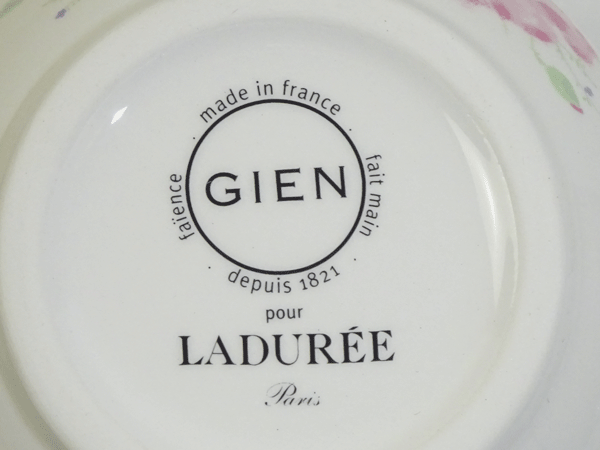 made in france
GIEN
faïence
fait main
depuis 1821
pour
LADURÉE
Paris